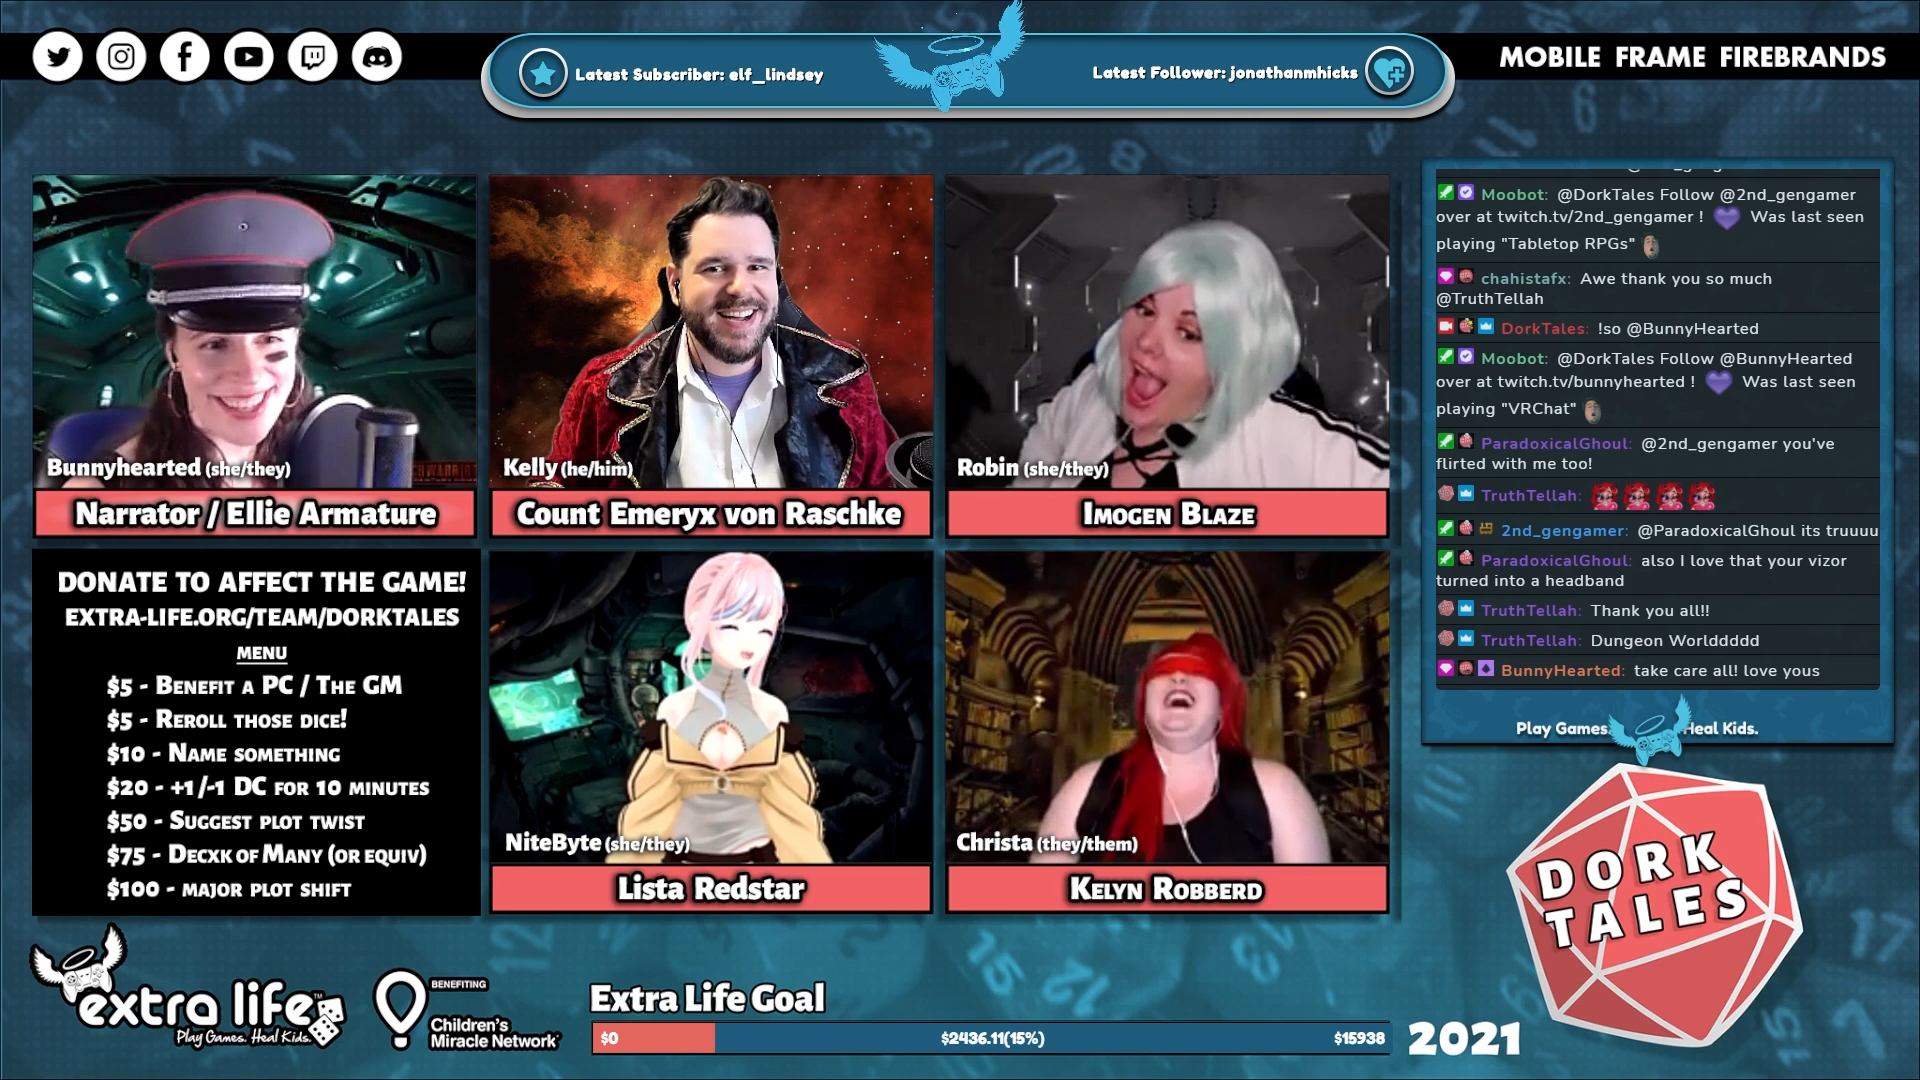 Latest Subscriber: elf_lindsey
Latest Follower: jonathanmhicks
MOBILE FRAME FIREBRANDS
Bunnyhearted (she/they)
Narrator / Ellie Armature
Kelly (he/him)
Count Emeryx von Raschke
Robin (she/they)
Imogen Blaze
DONATE TO AFFECT THE GAME!
EXTRA-LIFE.ORG/TEAM/DORKTALES
MENU
$5 - Benefit a PC / The GM
$5 - Reroll those dice!
$10 - Name something
$20 - +1/-1 DC for 10 minutes
$50 - Suggest plot twist
$75 - Decxk of Many (or equiv)
$100 - major plot shift
NiteByte (she/they)
Lista Redstar
Christa (they/them)
Kelyn Robberd
Moobot: @DorkTales Follow @2nd_gengamer
over at twitch.tv/2nd_gengamer ! Was last seen
playing "Tabletop RPGs"
chahistafx: Awe thank you so much
@TruthTellah
DorkTales: !so @BunnyHearted
Moobot: @DorkTales Follow @BunnyHearted
over at twitch.tv/bunnyhearted ! Was last seen
playing "VRChat"
ParadoxicalGhoul: @2nd_gengamer you've
flirted with me too!
TruthTellah:
2nd_gengamer: @ParadoxicalGhoul its truuuu
ParadoxicalGhoul: also I love that your vizor
turned into a headband
TruthTellah: Thank you all!!
TruthTellah: Dungeon Worlddddd
BunnyHearted: take care all! love yous
Play Games. Heal Kids.
DORK
TALES
extra life™
Play Games. Heal Kids.
BENEFITING
Children's
Miracle Network
Extra Life Goal
$0
$2436.11(15%)
$15938
2021